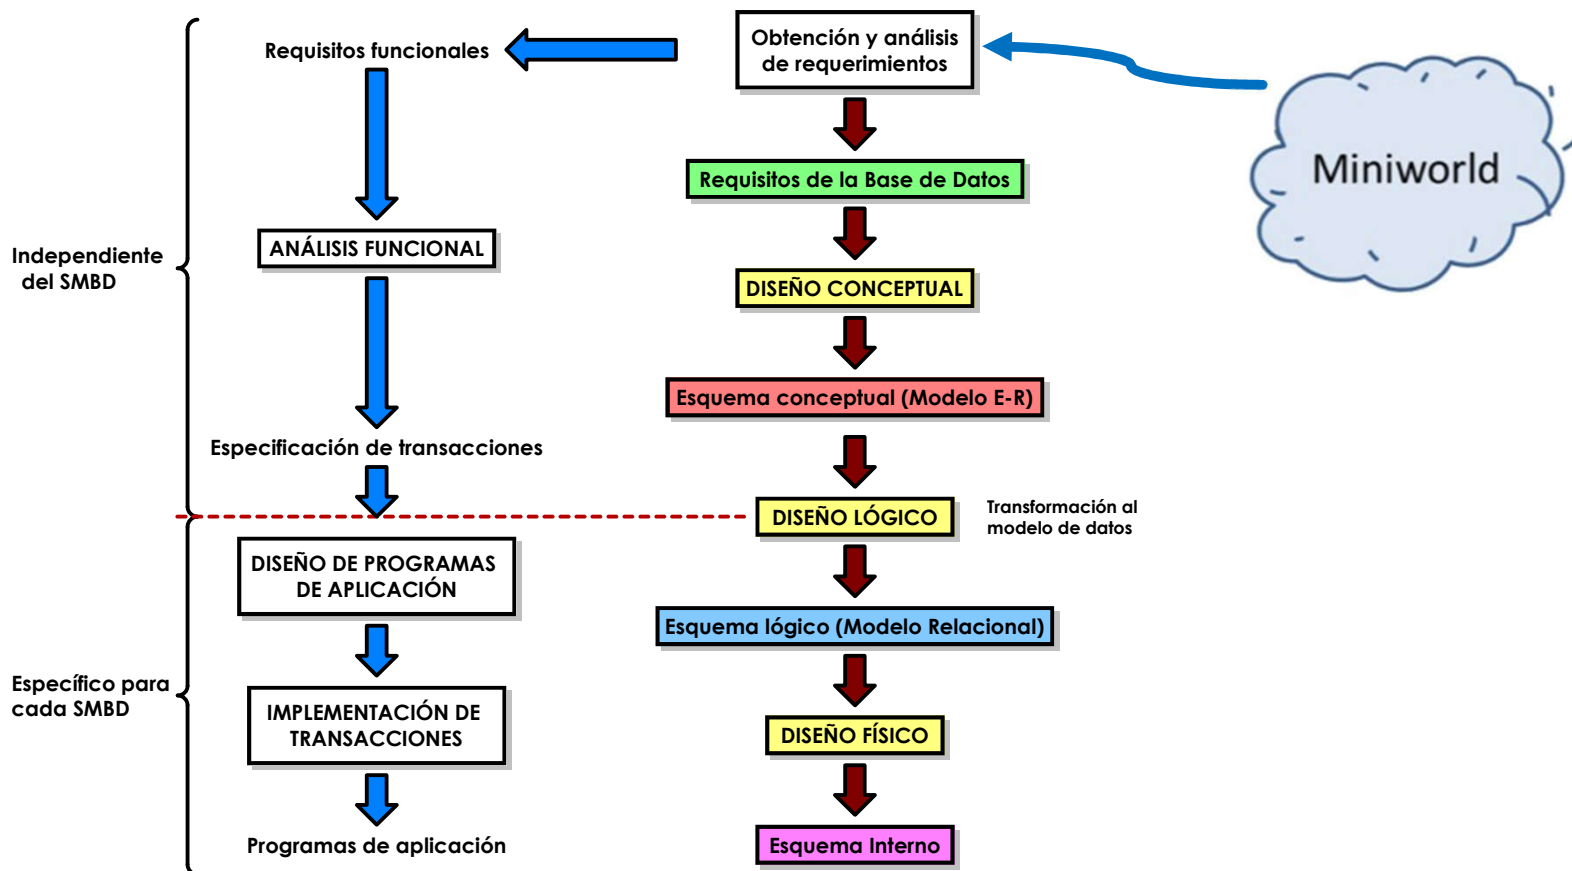 Requisitos funcionales
Obtención y análisis
de requerimientos
Miniworld
Requisitos de la Base de Datos
Independiente
del SMBD
ANÁLISIS FUNCIONAL
DISEÑO CONCEPTUAL
Esquema conceptual (Modelo E-R)
Especificación de transacciones
DISEÑO LÓGICO
Transformación al
modelo de datos
DISEÑO DE PROGRAMAS
DE APLICACIÓN
Esquema lógico (Modelo Relacional)
Específico para
cada SMBD
IMPLEMENTACIÓN DE
TRANSACCIONES
DISEÑO FÍSICO
Programas de aplicación
Esquema Interno